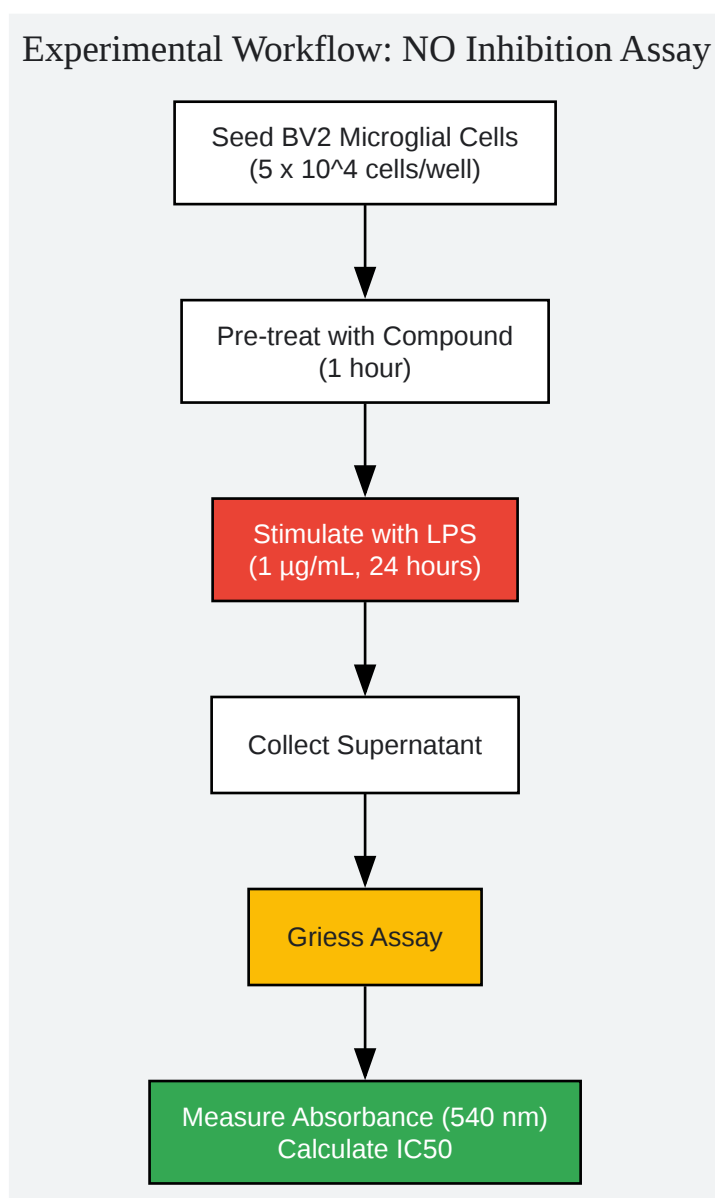 Experimental Workflow: NO Inhibition Assay
Seed BV2 Microglial Cells
(5 x 10^4 cells/well)
Pre-treat with Compound
(1 hour)
Stimulate with LPS
(1 µg/mL, 24 hours)
Collect Supernatant
Griess Assay
Measure Absorbance (540 nm)
Calculate IC50